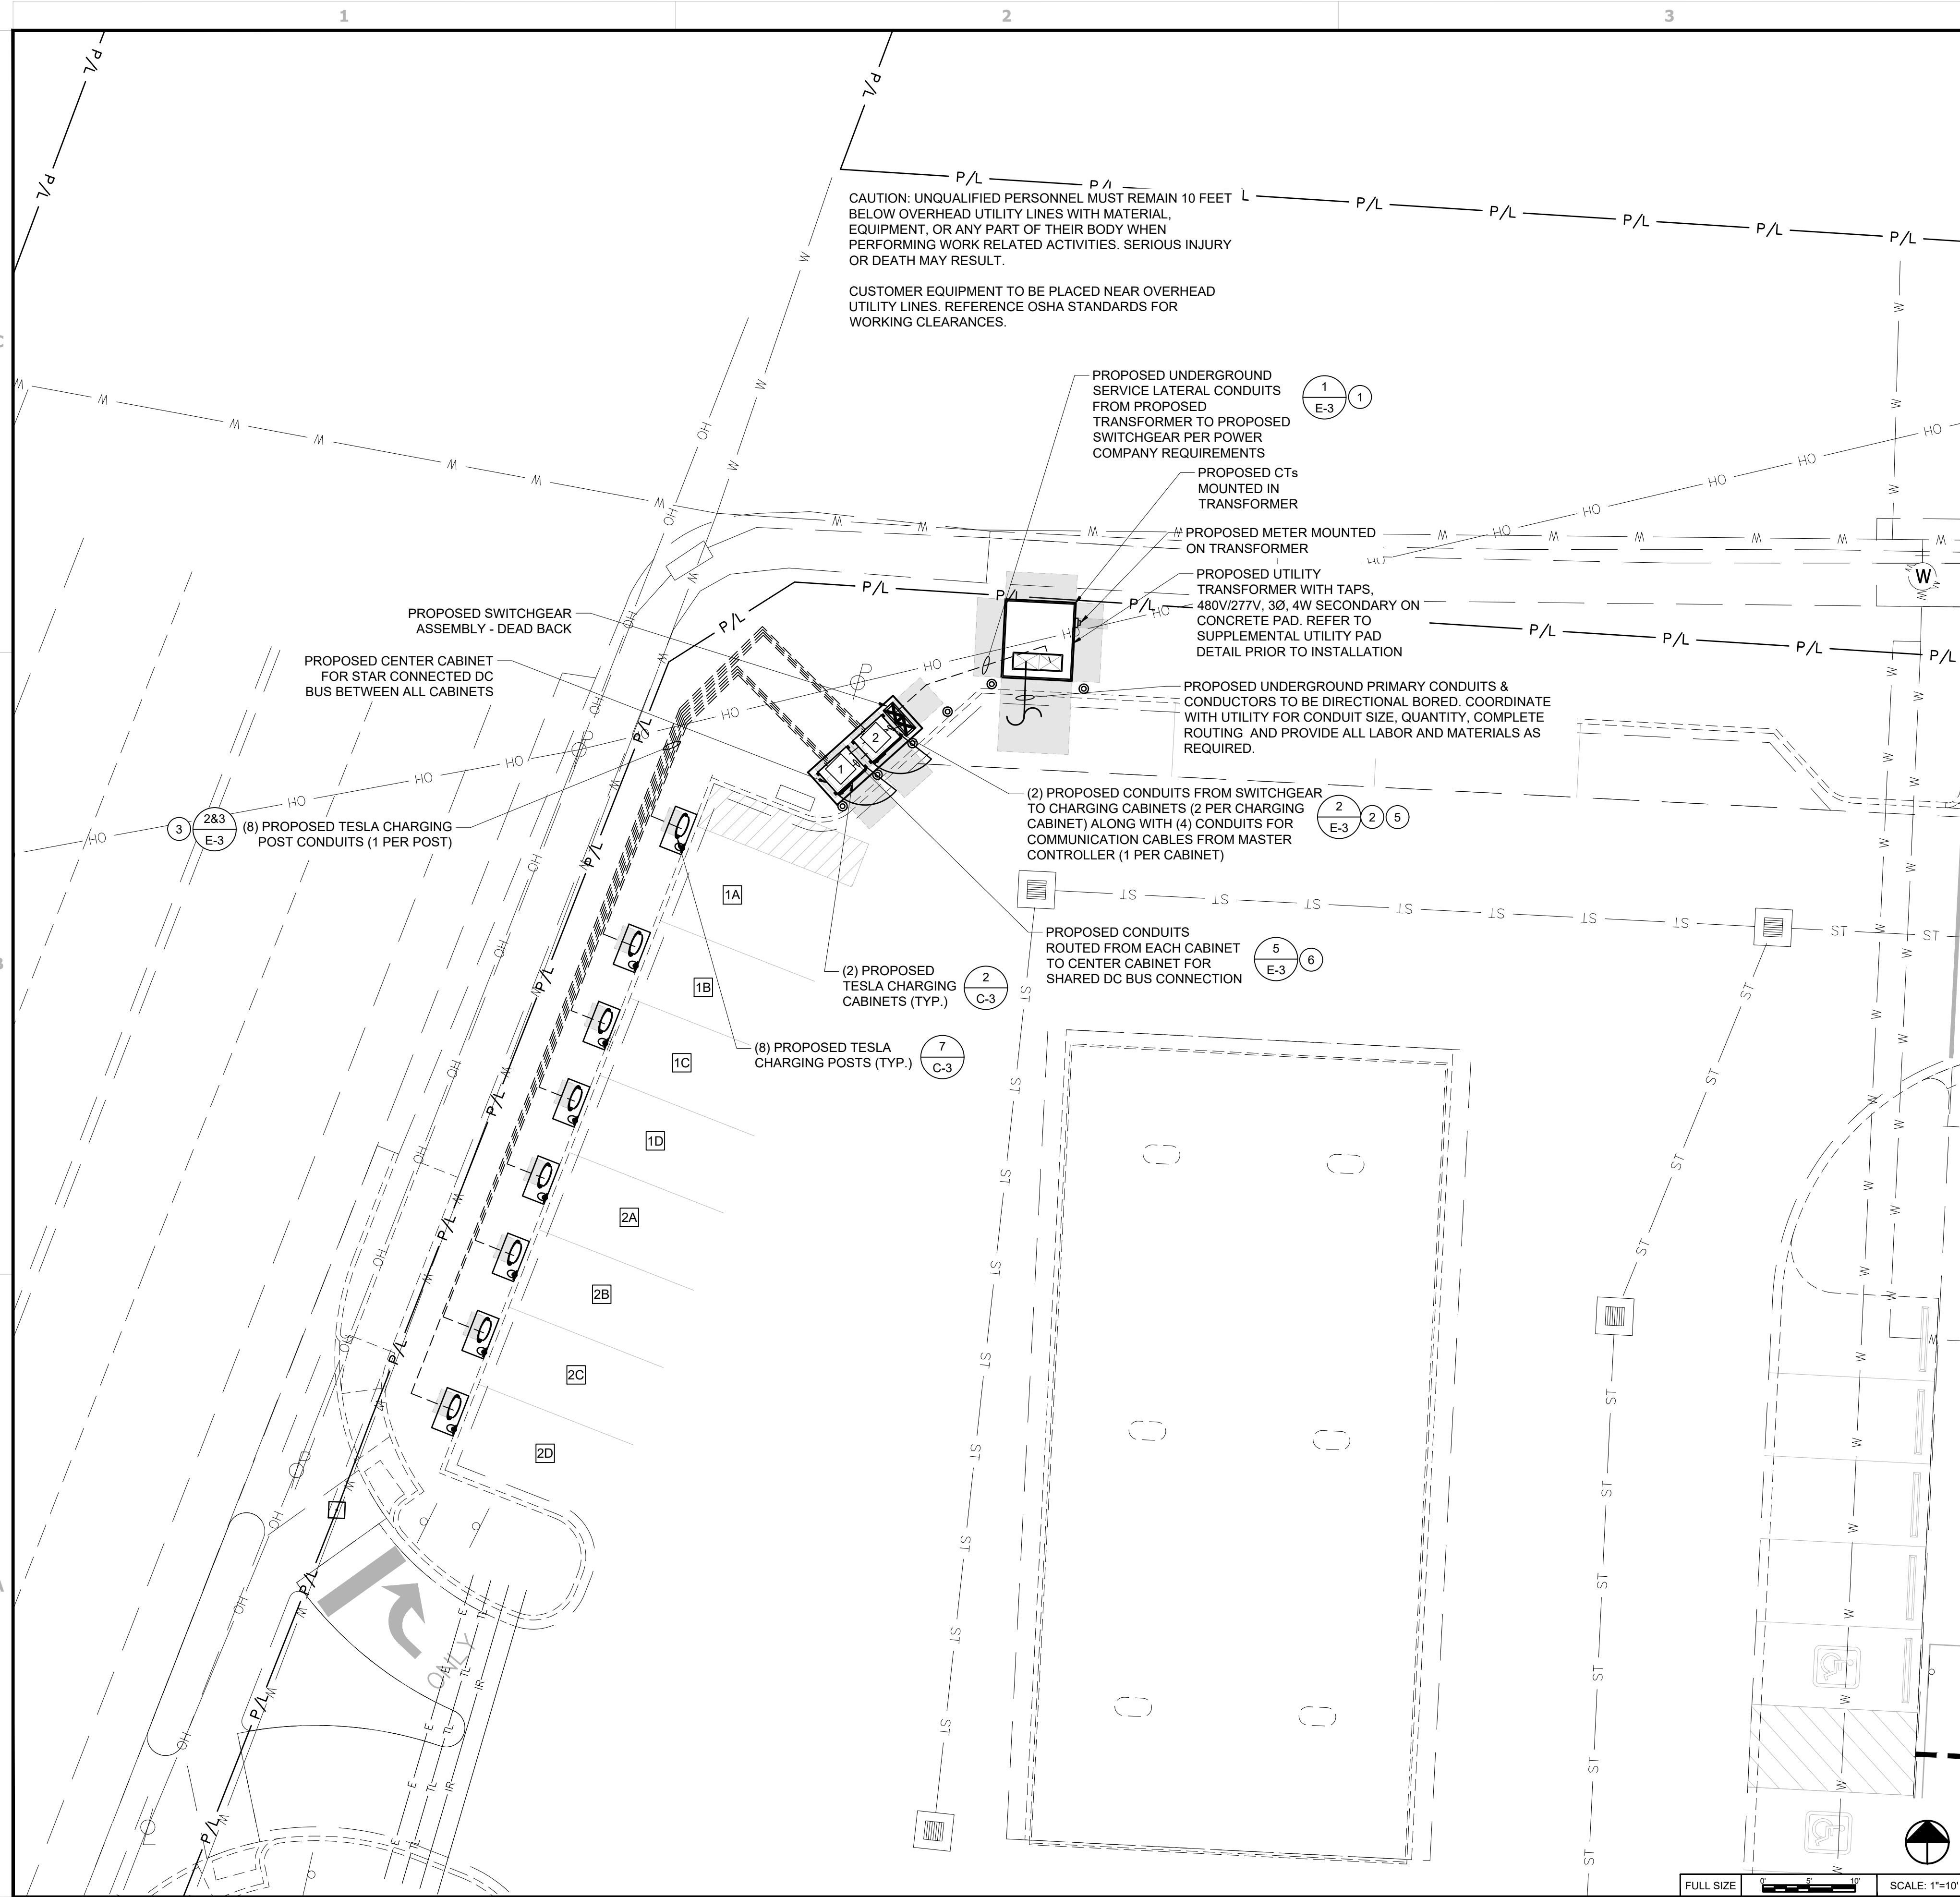 1
2
3
P/L
P/L
P/L
P/L
P/L
P/L
P/L
P/L
P/L
P/L
CAUTION: UNQUALIFIED PERSONNEL MUST REMAIN 10 FEET
BELOW OVERHEAD UTILITY LINES WITH MATERIAL,
EQUIPMENT, OR ANY PART OF THEIR BODY WHEN
PERFORMING WORK RELATED ACTIVITIES. SERIOUS INJURY
OR DEATH MAY RESULT.
CUSTOMER EQUIPMENT TO BE PLACED NEAR OVERHEAD
UTILITY LINES. REFERENCE OSHA STANDARDS FOR
WORKING CLEARANCES.
PROPOSED UNDERGROUND
SERVICE LATERAL CONDUITS
FROM PROPOSED
TRANSFORMER TO PROPOSED
SWITCHGEAR PER POWER
COMPANY REQUIREMENTS
1
E-3
1
PROPOSED CTs
MOUNTED IN
TRANSFORMER
PROPOSED METER MOUNTED
ON TRANSFORMER
PROPOSED UTILITY
TRANSFORMER WITH TAPS,
480V/277V, 3Ø, 4W SECONDARY ON
CONCRETE PAD. REFER TO
SUPPLEMENTAL UTILITY PAD
DETAIL PRIOR TO INSTALLATION
PROPOSED SWITCHGEAR
ASSEMBLY - DEAD BACK
PROPOSED CENTER CABINET
FOR STAR CONNECTED DC
BUS BETWEEN ALL CABINETS
PROPOSED UNDERGROUND PRIMARY CONDUITS &
CONDUCTORS TO BE DIRECTIONAL BORED. COORDINATE
WITH UTILITY FOR CONDUIT SIZE, QUANTITY, COMPLETE
ROUTING AND PROVIDE ALL LABOR AND MATERIALS AS
REQUIRED.
2
1
(2) PROPOSED CONDUITS FROM SWITCHGEAR
TO CHARGING CABINETS (2 PER CHARGING
CABINET) ALONG WITH (4) CONDUITS FOR
COMMUNICATION CABLES FROM MASTER
CONTROLLER (1 PER CABINET)
2
E-3
2
5
3
2&3
E-3
(8) PROPOSED TESLA CHARGING
POST CONDUITS (1 PER POST)
PROPOSED CONDUITS
ROUTED FROM EACH CABINET
TO CENTER CABINET FOR
SHARED DC BUS CONNECTION
5
E-3
6
(2) PROPOSED
TESLA CHARGING
CABINETS (TYP.)
2
C-3
(8) PROPOSED TESLA
CHARGING POSTS (TYP.)
7
C-3
1A
1B
1C
1D
2A
2B
2C
2D
W
OH
ST
ONLY
E
TL
IR
FULL SIZE
0'
5'
10'
SCALE: 1"=10'